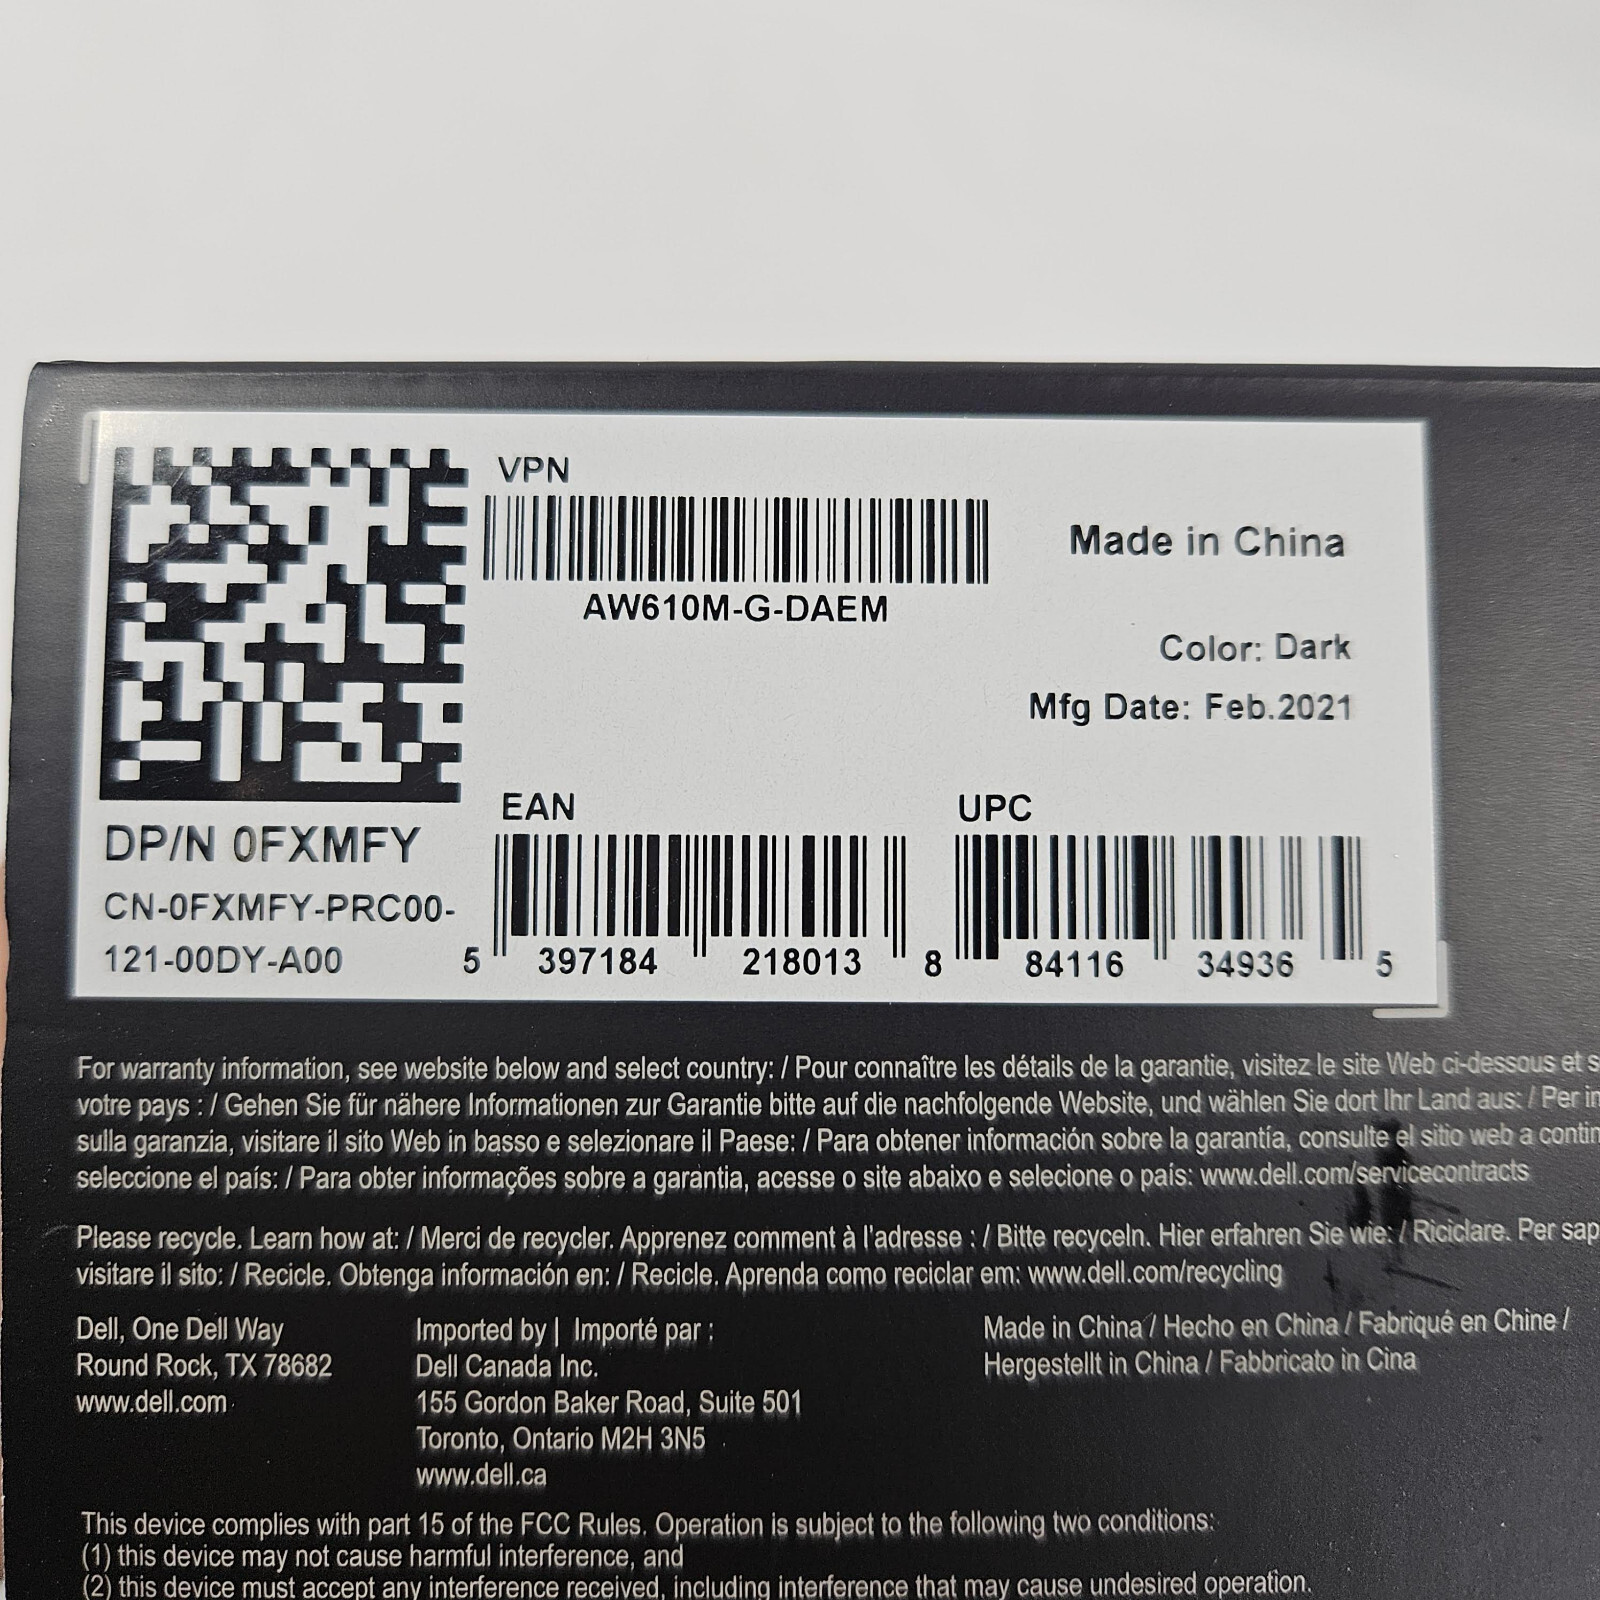 VPN
AW610M-G-DAEM
Made in China
Color: Dark
Mfg Date: Feb.2021
DP/N 0FXMFY
CN-0FXMFY-PRC00-
121-00DY-A00
EAN
5 397184 218013
UPC
8 84116 34936 5
For warranty information, see website below and select country: / Pour connaître les détails de la garantie, visitez le site Web ci-dessous et s
votre pays : / Gehen Sie für nähere Informationen zur Garantie bitte auf die nachfolgende Website, und wählen Sie dort Ihr Land aus: / Per in
sulla garanzia, visitare il sito Web in basso e selezionare il Paese: / Para obtener información sobre la garantía, consulte el sitio web a contin
seleccione el país: / Para obter informações sobre a garantia, acesse o site abaixo e selecione o país: www.dell.com/servicecontracts
Please recycle. Learn how at: / Merci de recycler. Apprenez comment à l'adresse : / Bitte recyceln. Hier erfahren Sie wie: / Riciclare. Per sap
visitare il sito: / Recicle. Obtenga información en: / Recicle. Aprenda como reciclar em: www.dell.com/recycling
Dell, One Dell Way
Round Rock, TX 78682
www.dell.com
Imported by | Importé par :
Dell Canada Inc.
155 Gordon Baker Road, Suite 501
Toronto, Ontario M2H 3N5
www.dell.ca
Made in China / Hecho en China / Fabriqué en Chine /
Hergestellt in China / Fabbricato in Cina
This device complies with part 15 of the FCC Rules. Operation is subject to the following two conditions:
(1) this device may not cause harmful interference, and
(2) this device must accept any interference received, including interference that may cause undesired operation.